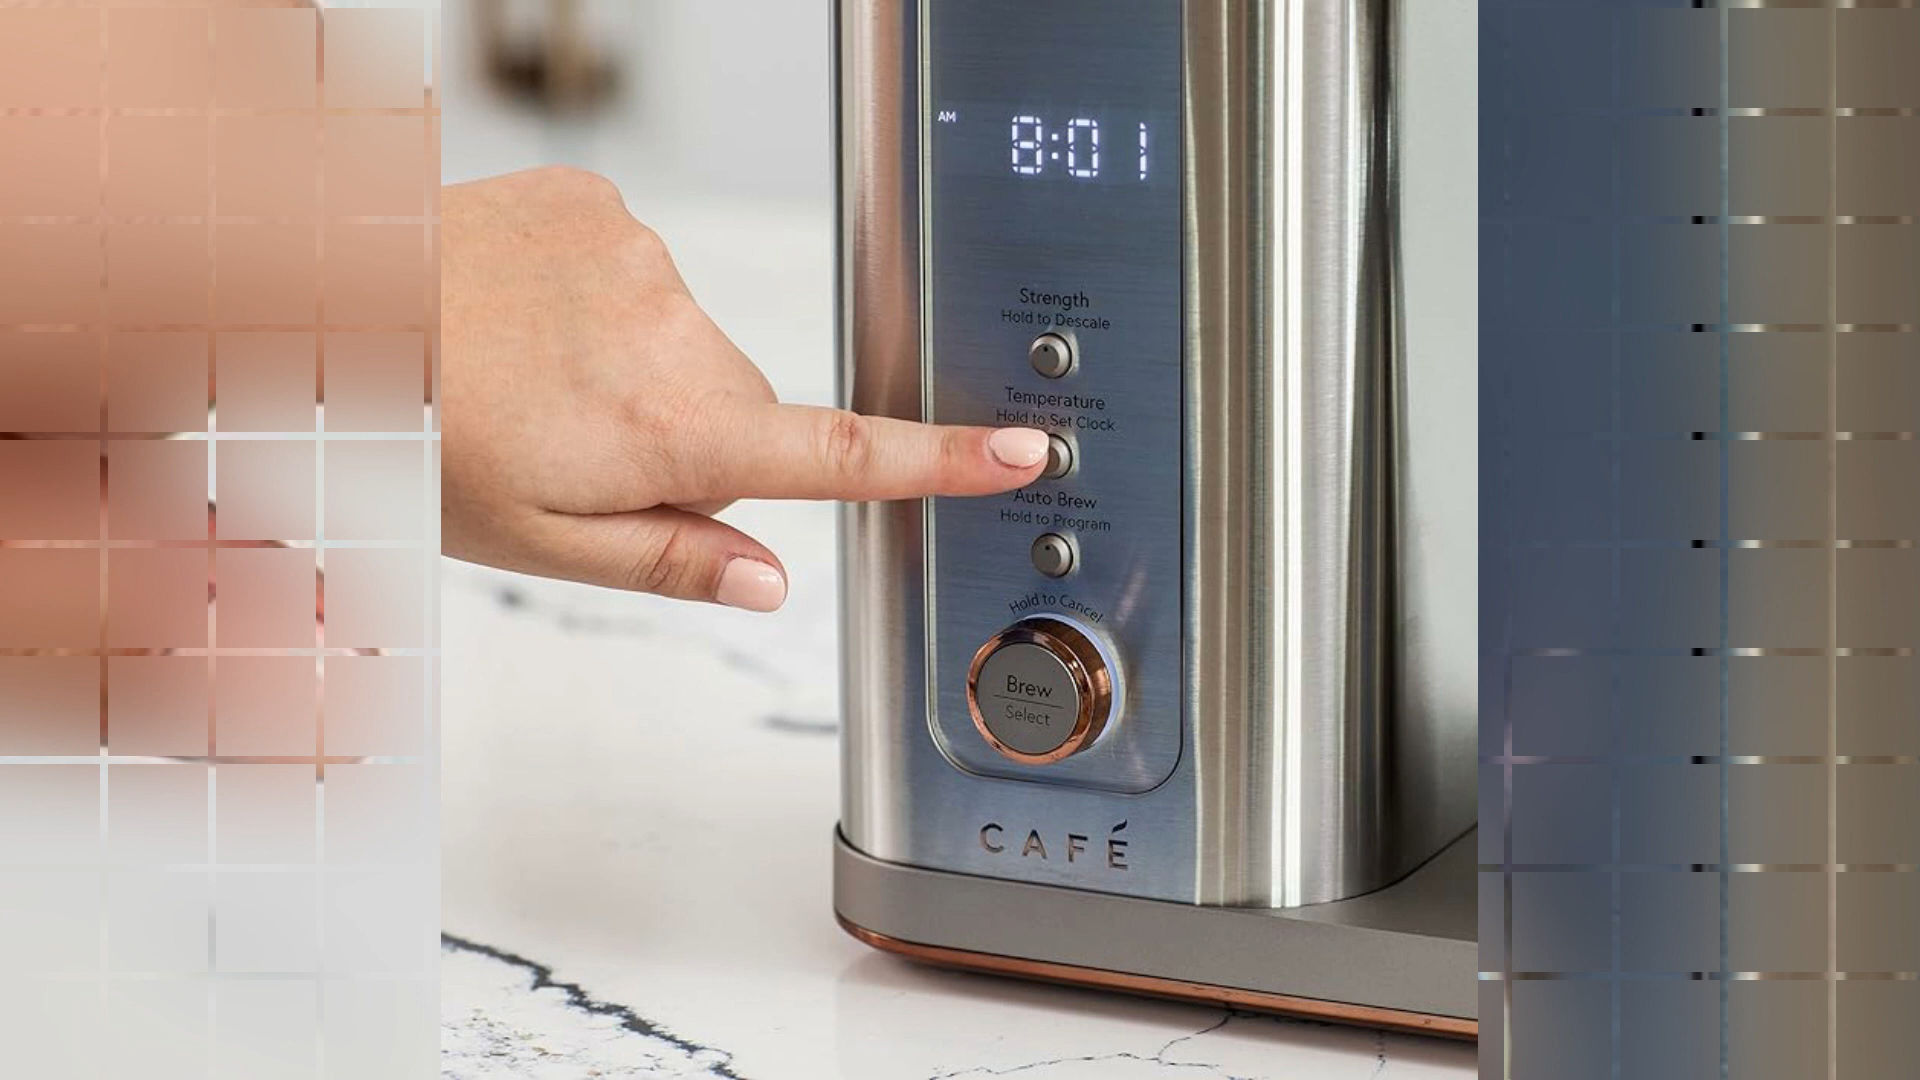 AM
8:01
Strength
Hold to Descale
Temperature
Hold to Set Clock
Auto Brew
Hold to Program
Hold to Cancel
Brew
Select
CAFÉ